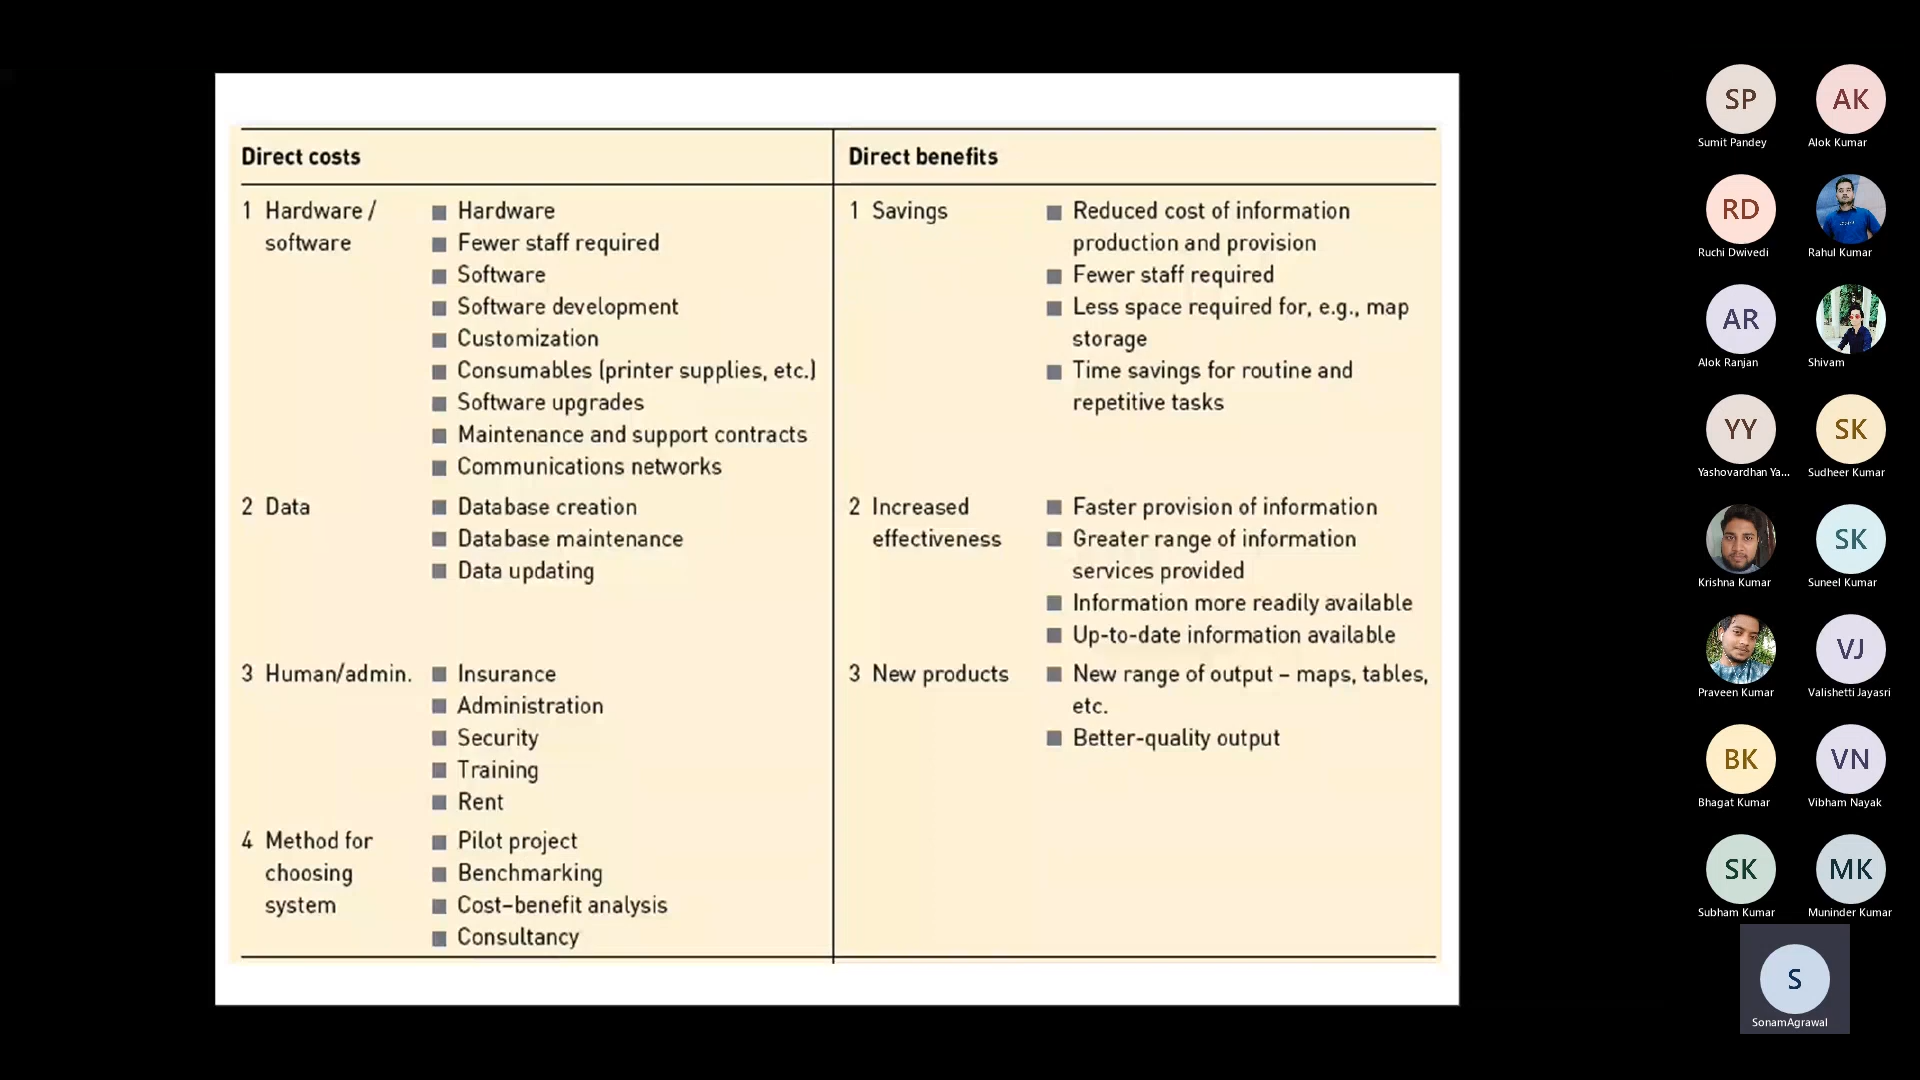 Direct costs
Direct benefits
1 Hardware / software
Hardware
Fewer staff required
Software
Software development
Customization
Consumables (printer supplies, etc.)
Software upgrades
Maintenance and support contracts
Communications networks
1 Savings
Reduced cost of information
production and provision
Fewer staff required
Less space required for, e.g., map
storage
Time savings for routine and
repetitive tasks
2 Data
Database creation
Database maintenance
Data updating
2 Increased
effectiveness
Faster provision of information
Greater range of information
services provided
Information more readily available
Up-to-date information available
3 Human/admin.
Insurance
Administration
Security
Training
Rent
3 New products
New range of output – maps, tables,
etc.
Better-quality output
4 Method for
choosing
system
Pilot project
Benchmarking
Cost–benefit analysis
Consultancy
SP
Sumit Pandey
AK
Alok Kumar
RD
Ruchi Dwivedi
Rahul Kumar
AR
Alok Ranjan
Shivam
YY
Yashovardhan Ya...
SK
Sudheer Kumar
Krishna Kumar
SK
Suneel Kumar
Praveen Kumar
VJ
Valishetti Jayasri
BK
Bhagat Kumar
VN
Vibham Nayak
SK
Subham Kumar
MK
Muninder Kumar
S
SonamAgrawal